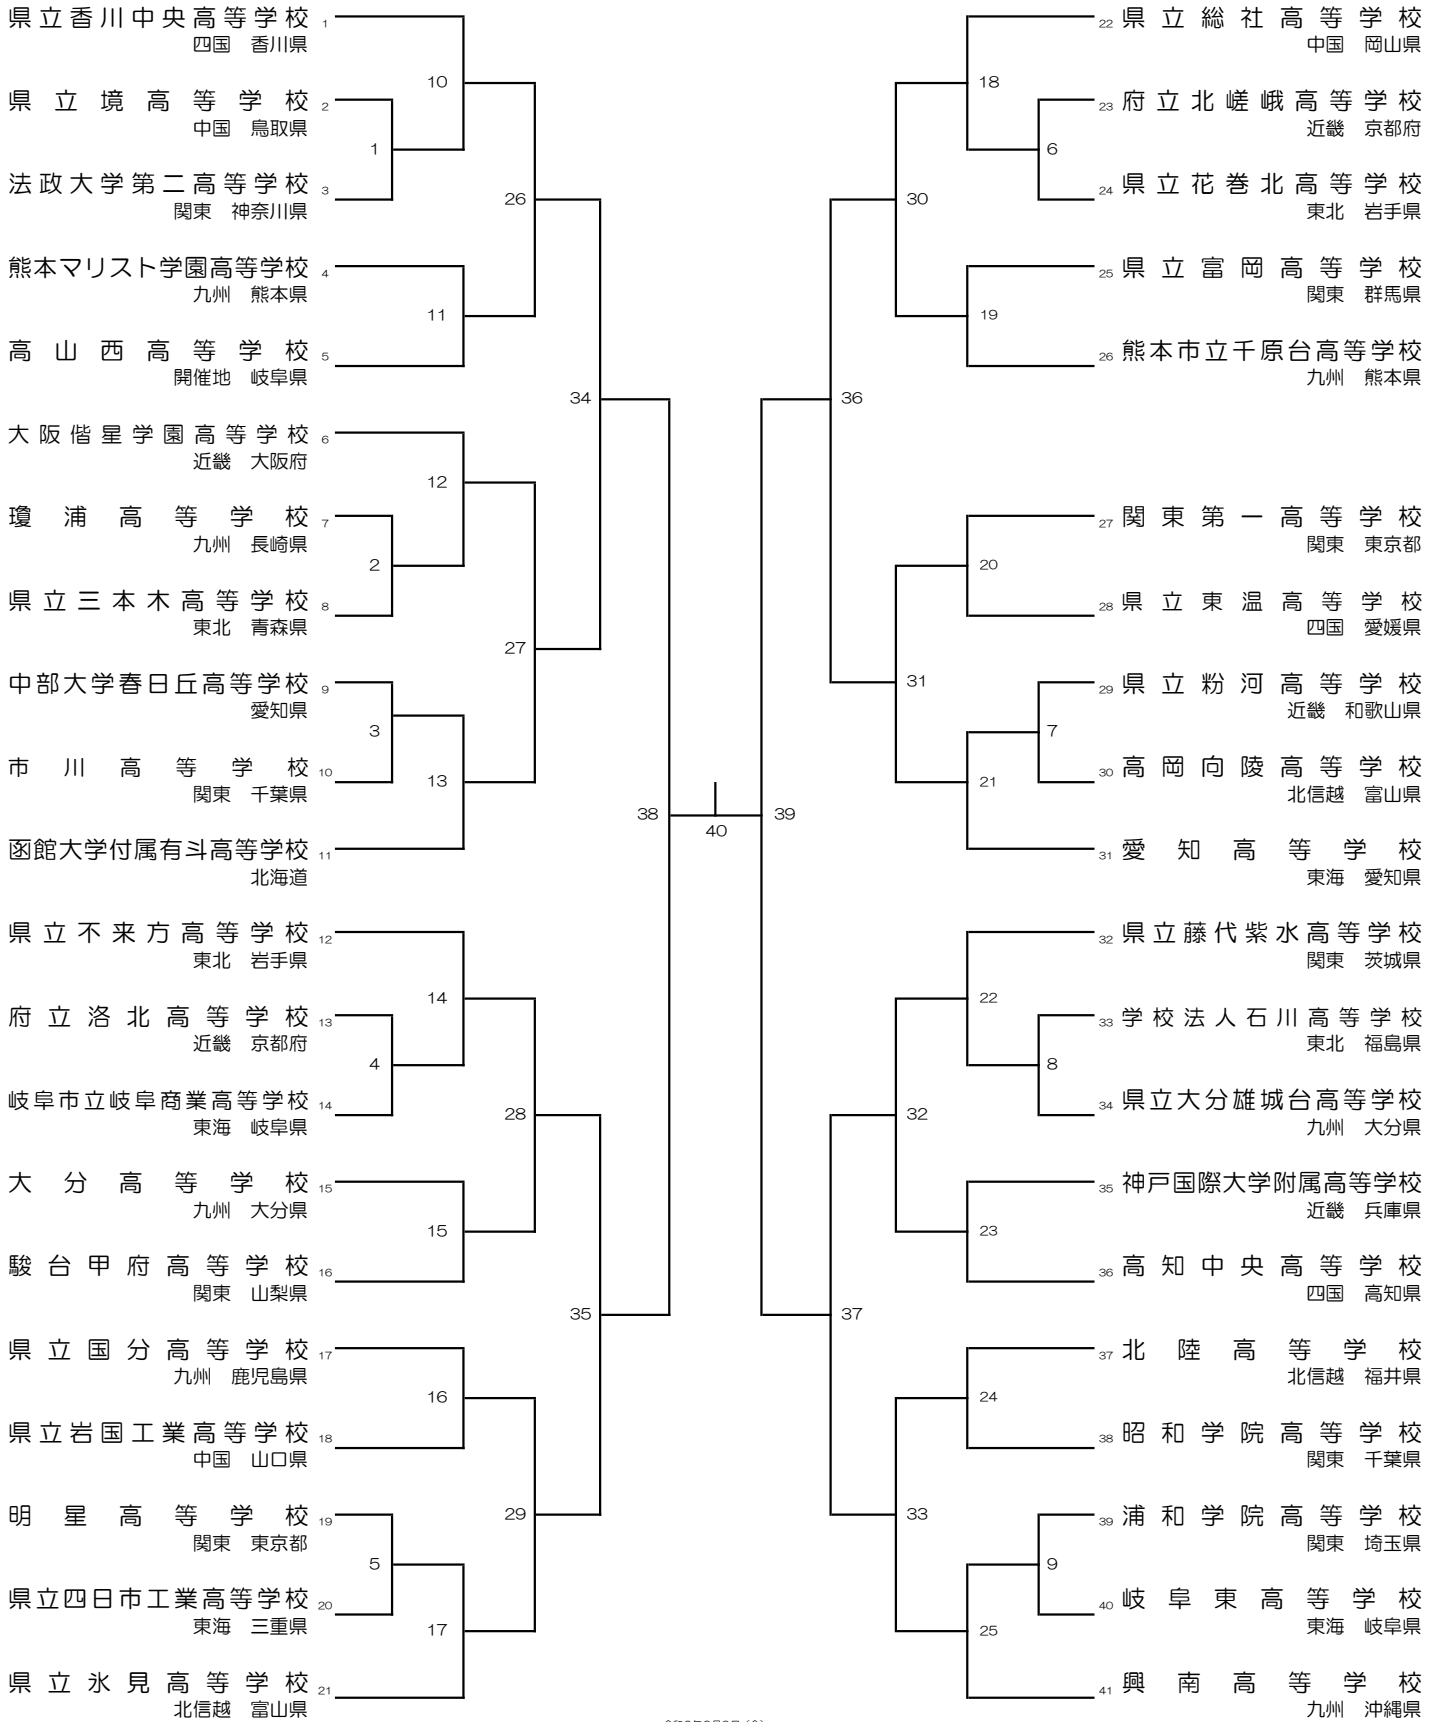 県立香川中央高等学校 1
四国 香川県
10
県立境高等学校 2
中国 鳥取県
1
法政大学第二高等学校 3
関東 神奈川県
26
熊本マリスト学園高等学校 4
九州 熊本県
11
高山西高等学校 5
開催地 岐阜県
34
大阪偕星学園高等学校 6
近畿 大阪府
12
瓊浦高等学校 7
九州 長崎県
2
県立三本木高等学校 8
東北 青森県
27
中部大学春日丘高等学校 9
愛知県
3
市川高等学校 10
関東 千葉県
13
函館大学付属有斗高等学校 11
北海道
38
40
39
県立不来方高等学校 12
東北 岩手県
14
府立洛北高等学校 13
近畿 京都府
4
岐阜市立岐阜商業高等学校 14
東海 岐阜県
28
大分高等学校 15
九州 大分県
15
駿台甲府高等学校 16
関東 山梨県
35
県立国分高等学校 17
九州 鹿児島県
16
県立岩国工業高等学校 18
中国 山口県
29
明星高等学校 19
関東 東京都
5
県立四日市工業高等学校 20
東海 三重県
17
県立氷見高等学校 21
北信越 富山県
22 県立総社高等学校
中国 岡山県
18
23 府立北嵯峨高等学校
近畿 京都府
6
24 県立花巻北高等学校
東北 岩手県
30
25 県立富岡高等学校
関東 群馬県
19
26 熊本市立千原台高等学校
九州 熊本県
36
27 関東第一高等学校
関東 東京都
20
28 県立東温高等学校
四国 愛媛県
31
29 県立粉河高等学校
近畿 和歌山県
7
30 高岡向陵高等学校
北信越 富山県
21
31 愛知高等学校
東海 愛知県
32 県立藤代紫水高等学校
関東 茨城県
22
33 学校法人石川高等学校
東北 福島県
8
34 県立大分雄城台高等学校
九州 大分県
32
35 神戸国際大学附属高等学校
近畿 兵庫県
23
36 高知中央高等学校
四国 高知県
37
37 北陸高等学校
北信越 福井県
24
38 昭和学院高等学校
関東 千葉県
33
39 浦和学院高等学校
関東 埼玉県
9
40 岐阜東高等学校
東海 岐阜県
25
41 興南高等学校
九州 沖縄県